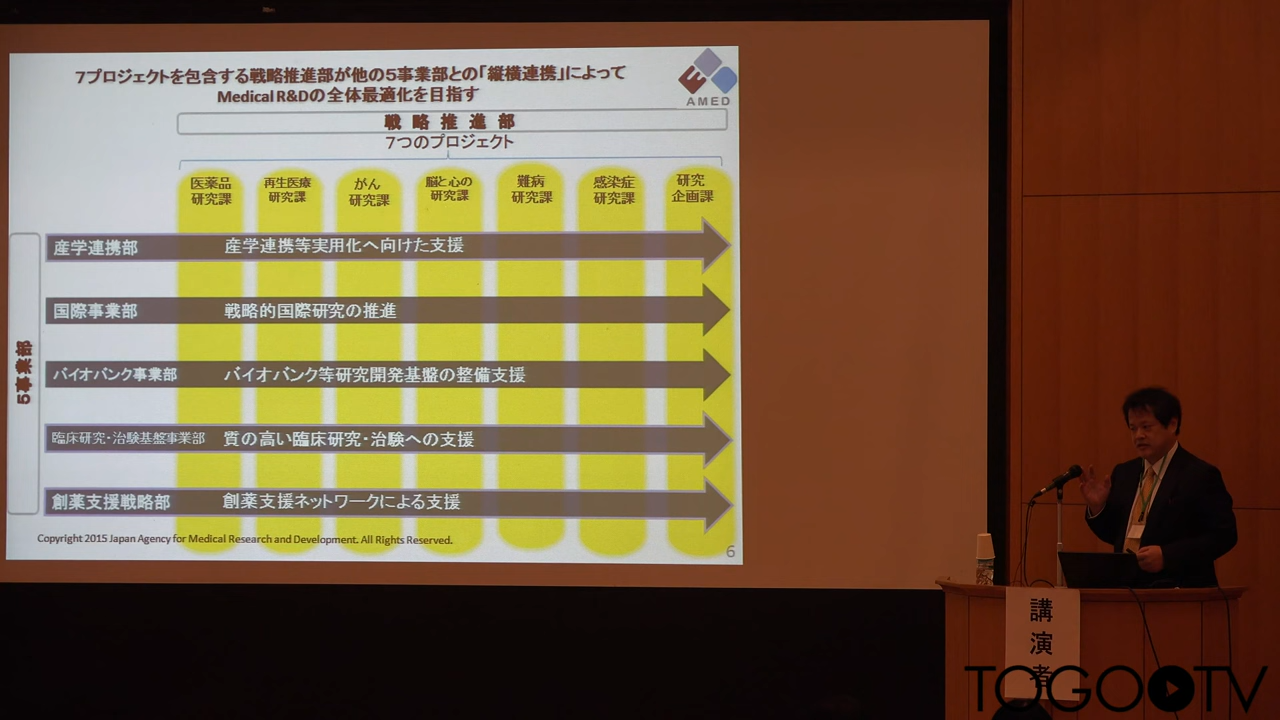 7プロジェクトを包含する戦略推進部が他の5事業部との「縦横連携」によって
Medical R&Dの全体最適化を目指す
AMED
戦略推進部
7つのプロジェクト
医薬品
研究課
再生医療
研究課
がん
研究課
脳と心の
研究課
難病
研究課
感染症
研究課
研究
企画課
5事業部
産学連携部 産学連携等実用化へ向けた支援
国際事業部 戦略的国際研究の推進
バイオバンク事業部 バイオバンク等研究開発基盤の整備支援
臨床研究・治験基盤事業部 質の高い臨床研究・治験への支援
創薬支援戦略部 創薬支援ネットワークによる支援
Copyright 2015 Japan Agency for Medical Research and Development. All Rights Reserved.
6
講演者
TOGOTV